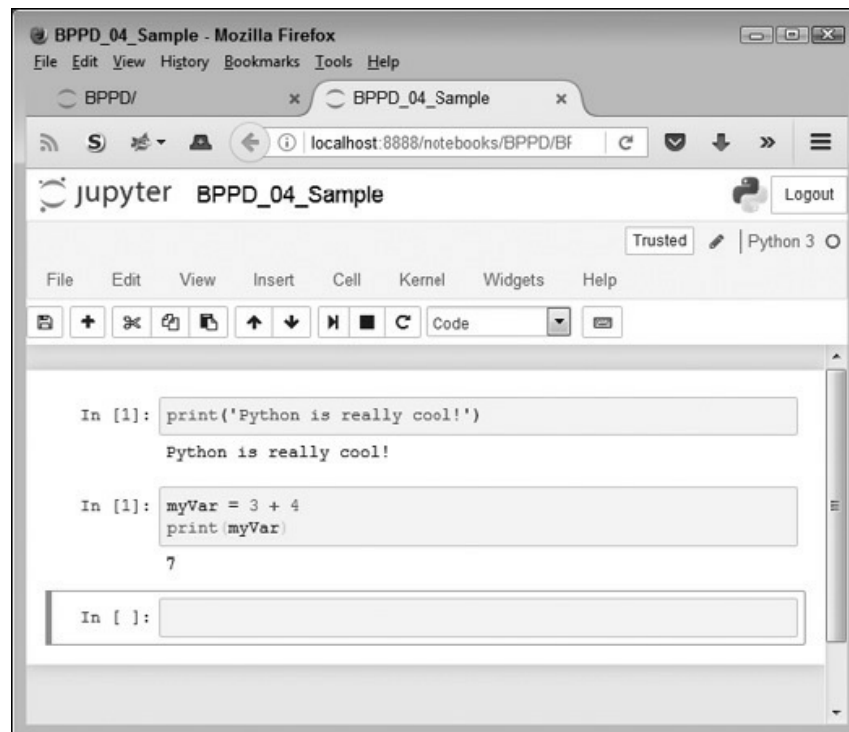 BPPD_04_Sample - Mozilla Firefox
File Edit View History Bookmarks Tools Help
BPPD/ × BPPD_04_Sample ×
S localhost:8888/notebooks/BPPD/BF
jupyter BPPD_04_Sample Logout
Trusted Python 3
File Edit View Insert Cell Kernel Widgets Help
Code
In [1]: print('Python is really cool!')
Python is really cool!
In [1]: myVar = 3 + 4
print(myVar)
7
In [ ]: